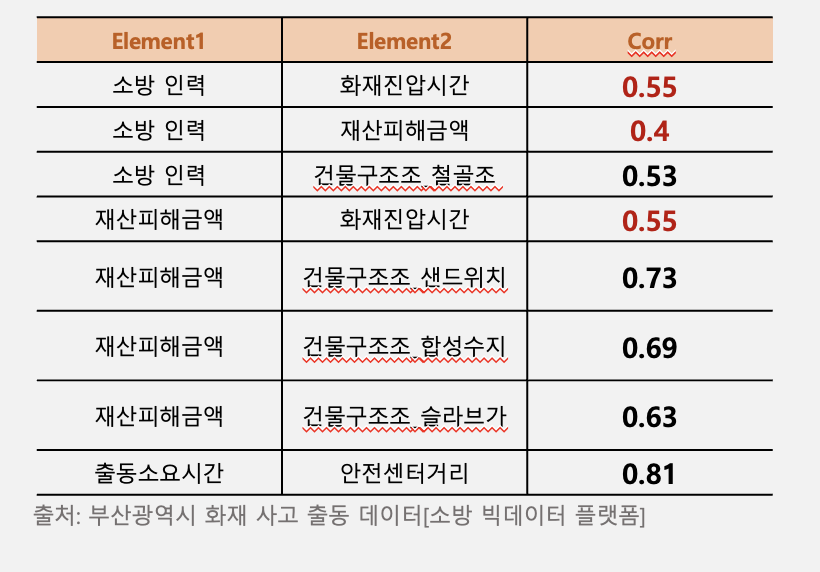 Element1 Element2 Corr
소방 인력 화재진압시간 0.55
소방 인력 재산피해금액 0.4
소방 인력 건물구조조_철골조 0.53
재산피해금액 화재진압시간 0.55
재산피해금액 건물구조조_샌드위치 0.73
재산피해금액 건물구조조_합성수지 0.69
재산피해금액 건물구조조_슬라브가 0.63
출동소요시간 안전센터거리 0.81
출처: 부산광역시 화재 사고 출동 데이터[소방 빅데이터 플랫폼]